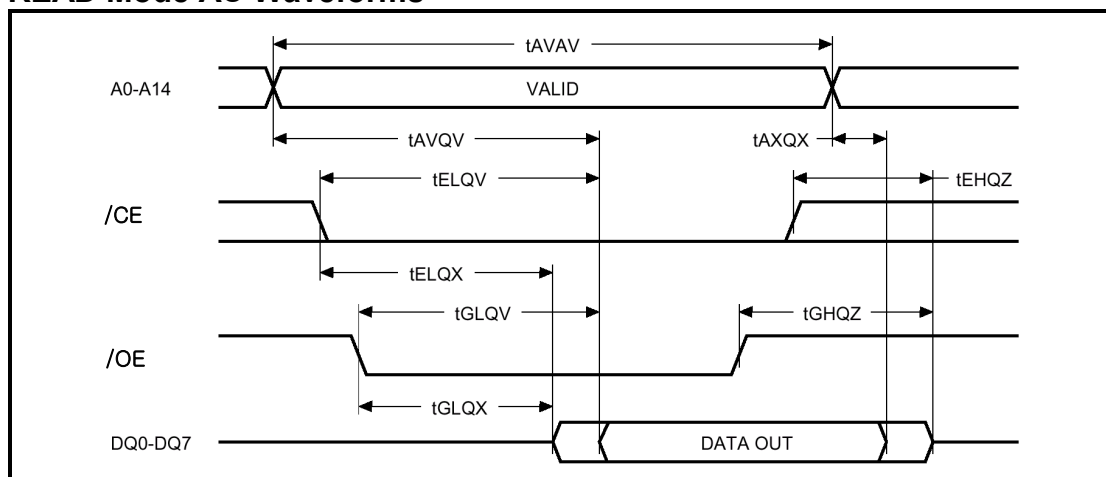 READ Mode AC Waveforms
tAVAV
A0-A14
VALID
tAVQV
tAXQX
tELQV
tEHQZ
/CE
tELQX
tGLQV
tGHQZ
/OE
tGLQX
DQ0-DQ7
DATA OUT